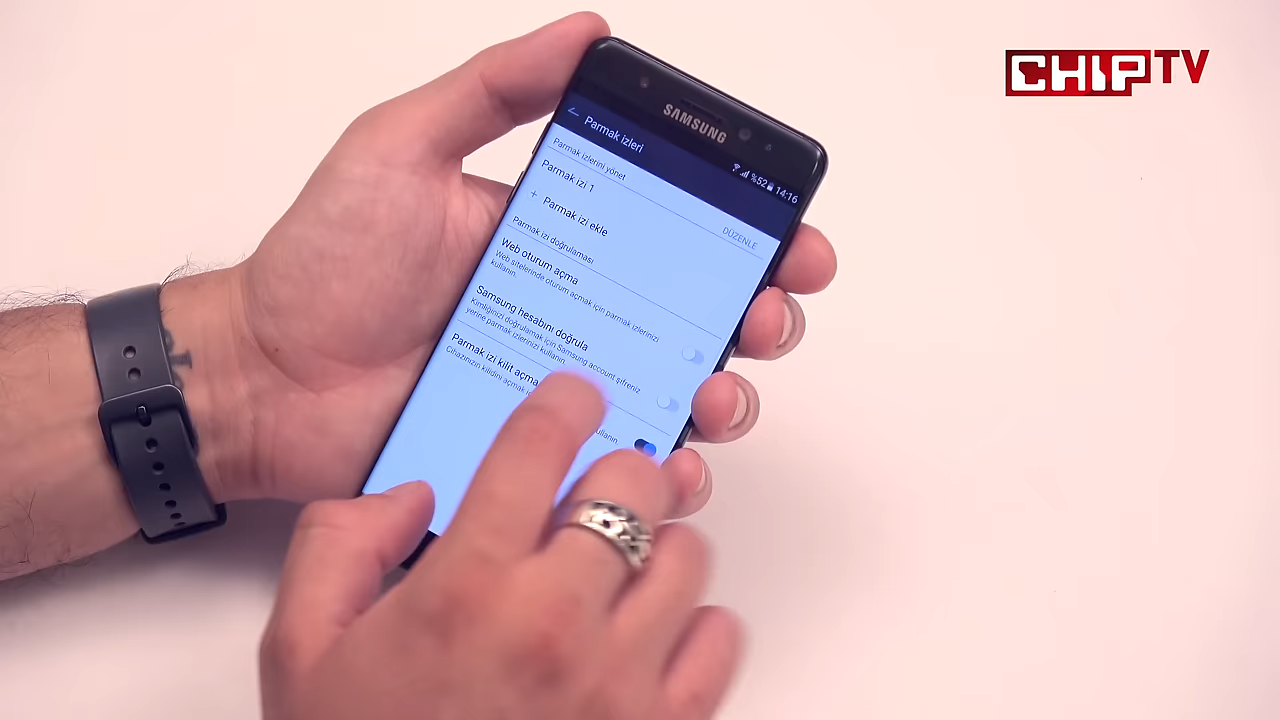 CHIP TV
SAMSUNG
%52 14:16
Parmak izleri
Parmak izlerini yönet
DÜZENLE
Parmak izi 1
+ Parmak izi ekle
Parmak izi doğrulaması
Web oturum açma
Web sitelerinde oturum açmak için parmak izlerinizi
kullanın.
Samsung hesabını doğrula
Kimliğinizi doğrulamak için Samsung account şifreniz
yerine parmak izlerinizi kullanın.
Parmak izi kilit açma
Cihazınızın kilidini açmak